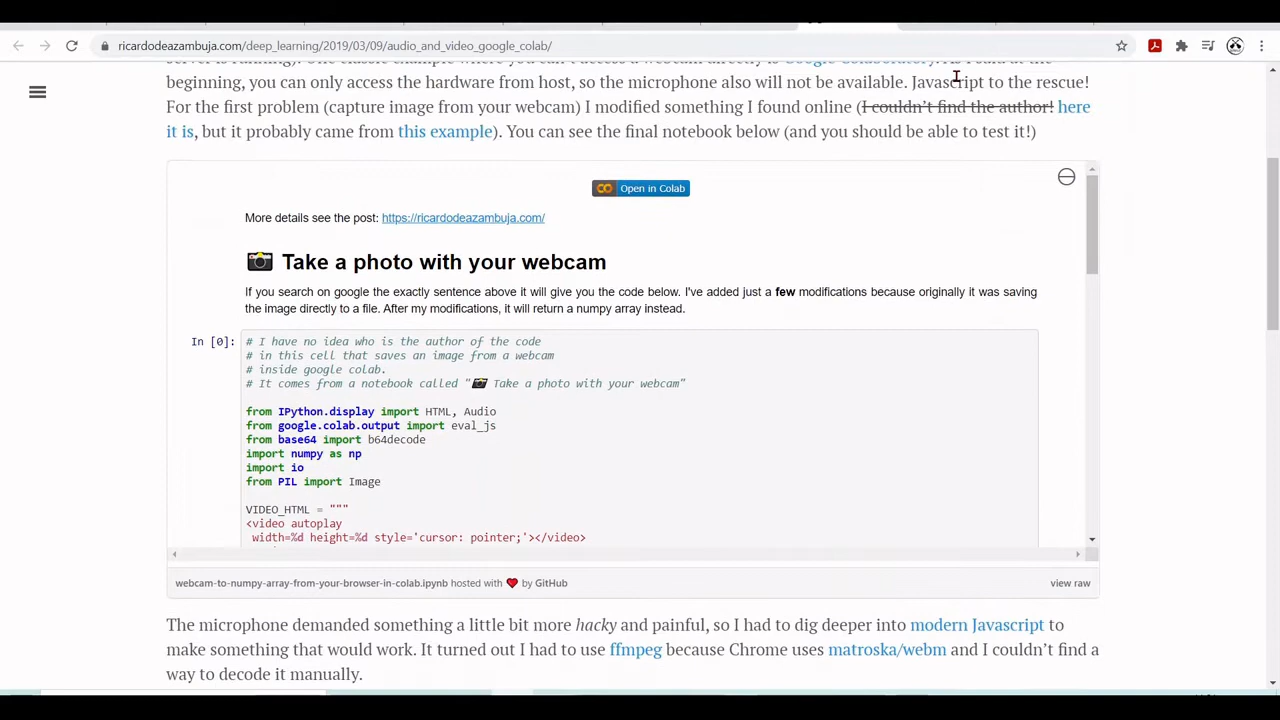 ricardodeazambuja.com/deep_learning/2019/03/09/audio_and_video_google_colab/
server is running). One classic example where you can't access a webcam directly is Google Colaboratory. As I said at the
beginning, you can only access the hardware from host, so the microphone also will not be available. Javascript to the rescue!
For the first problem (capture image from your webcam) I modified something I found online (I couldn't find the author! here
it is, but it probably came from this example). You can see the final notebook below (and you should be able to test it!)
Open in Colab
More details see the post: https://ricardodeazambuja.com/
Take a photo with your webcam
If you search on google the exactly sentence above it will give you the code below. I've added just a few modifications because originally it was saving
the image directly to a file. After my modifications, it will return a numpy array instead.
In [0]:
# I have no idea who is the author of the code
# in this cell that saves an image from a webcam
# inside google colab.
# It comes from a notebook called "📸 Take a photo with your webcam"
from IPython.display import HTML, Audio
from google.colab.output import eval_js
from base64 import b64decode
import numpy as np
import io
from PIL import Image
VIDEO_HTML = """
<video autoplay
width=%d height=%d style='cursor: pointer;'></video>
webcam-to-numpy-array-from-your-browser-in-colab.ipynb hosted with ❤ by GitHub
view raw
The microphone demanded something a little bit more hacky and painful, so I had to dig deeper into modern Javascript to
make something that would work. It turned out I had to use ffmpeg because Chrome uses matroska/webm and I couldn't find a
way to decode it manually.